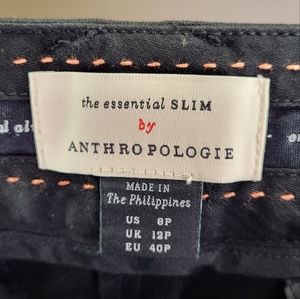 the essential SLIM
by
ANTHROPOLOGIE
MADE IN
The Philippines
US 8P
UK 12P
EU 40P